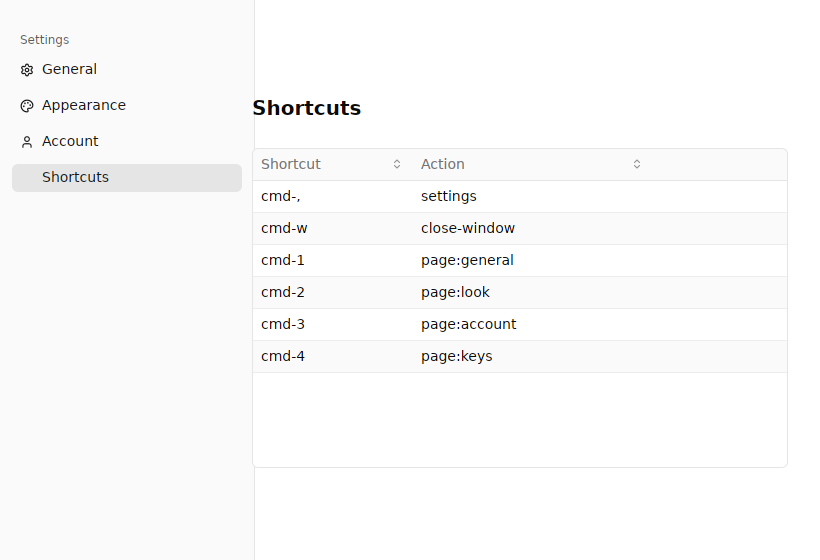 Settings
General
Appearance
Account
Shortcuts
Shortcuts
Shortcut Action
cmd-, settings
cmd-w close-window
cmd-1 page:general
cmd-2 page:look
cmd-3 page:account
cmd-4 page:keys